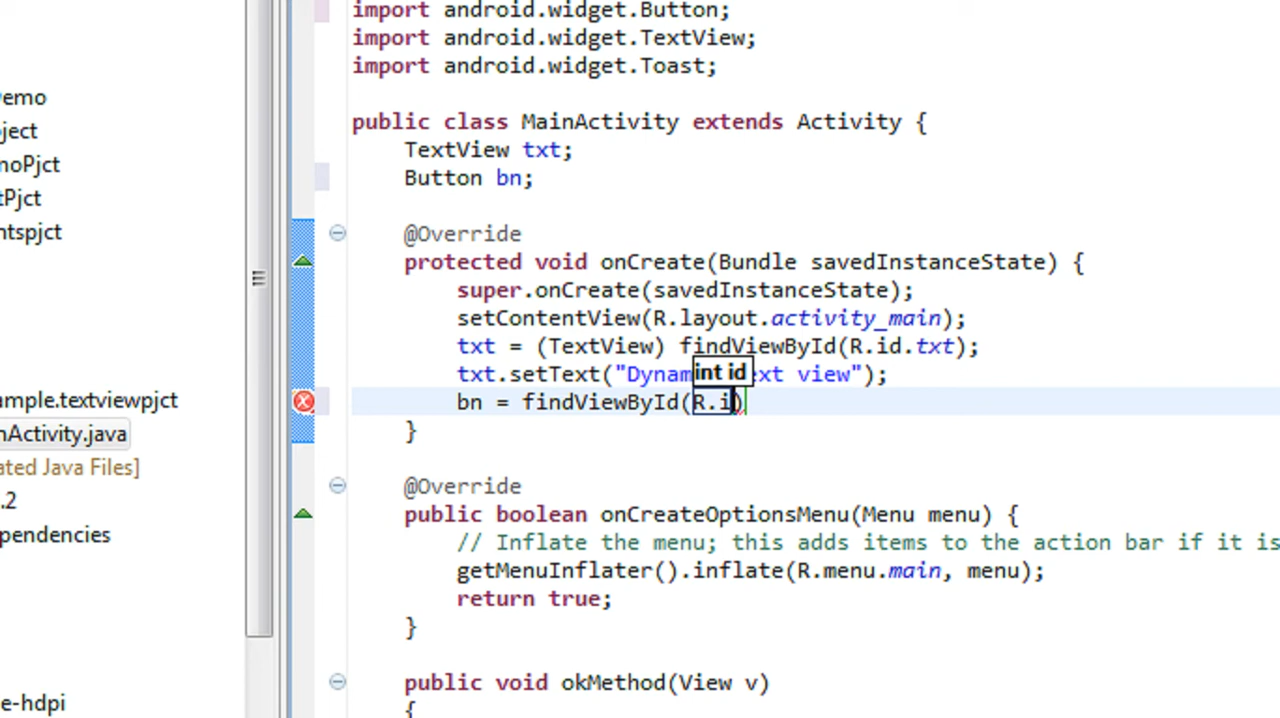 import android.widget.Button;
import android.widget.TextView;
import android.widget.Toast;
Demo
ject
noPjct
tPjct
ntspjct
ample.textviewpjct
nActivity.java
ated Java Files]
.2
pendencies
e-hdpi
public class MainActivity extends Activity {
TextView txt;
Button bn;
@Override
protected void onCreate(Bundle savedInstanceState) {
super.onCreate(savedInstanceState);
setContentView(R.layout.activity_main);
txt = (TextView) findViewById(R.id.txt);
int id
txt.setText("Dynam ext view");
bn = findViewById(R.i)
}
@Override
public boolean onCreateOptionsMenu(Menu menu) {
// Inflate the menu; this adds items to the action bar if it is
getMenuInflater().inflate(R.menu.main, menu);
return true;
}
public void okMethod(View v)
{